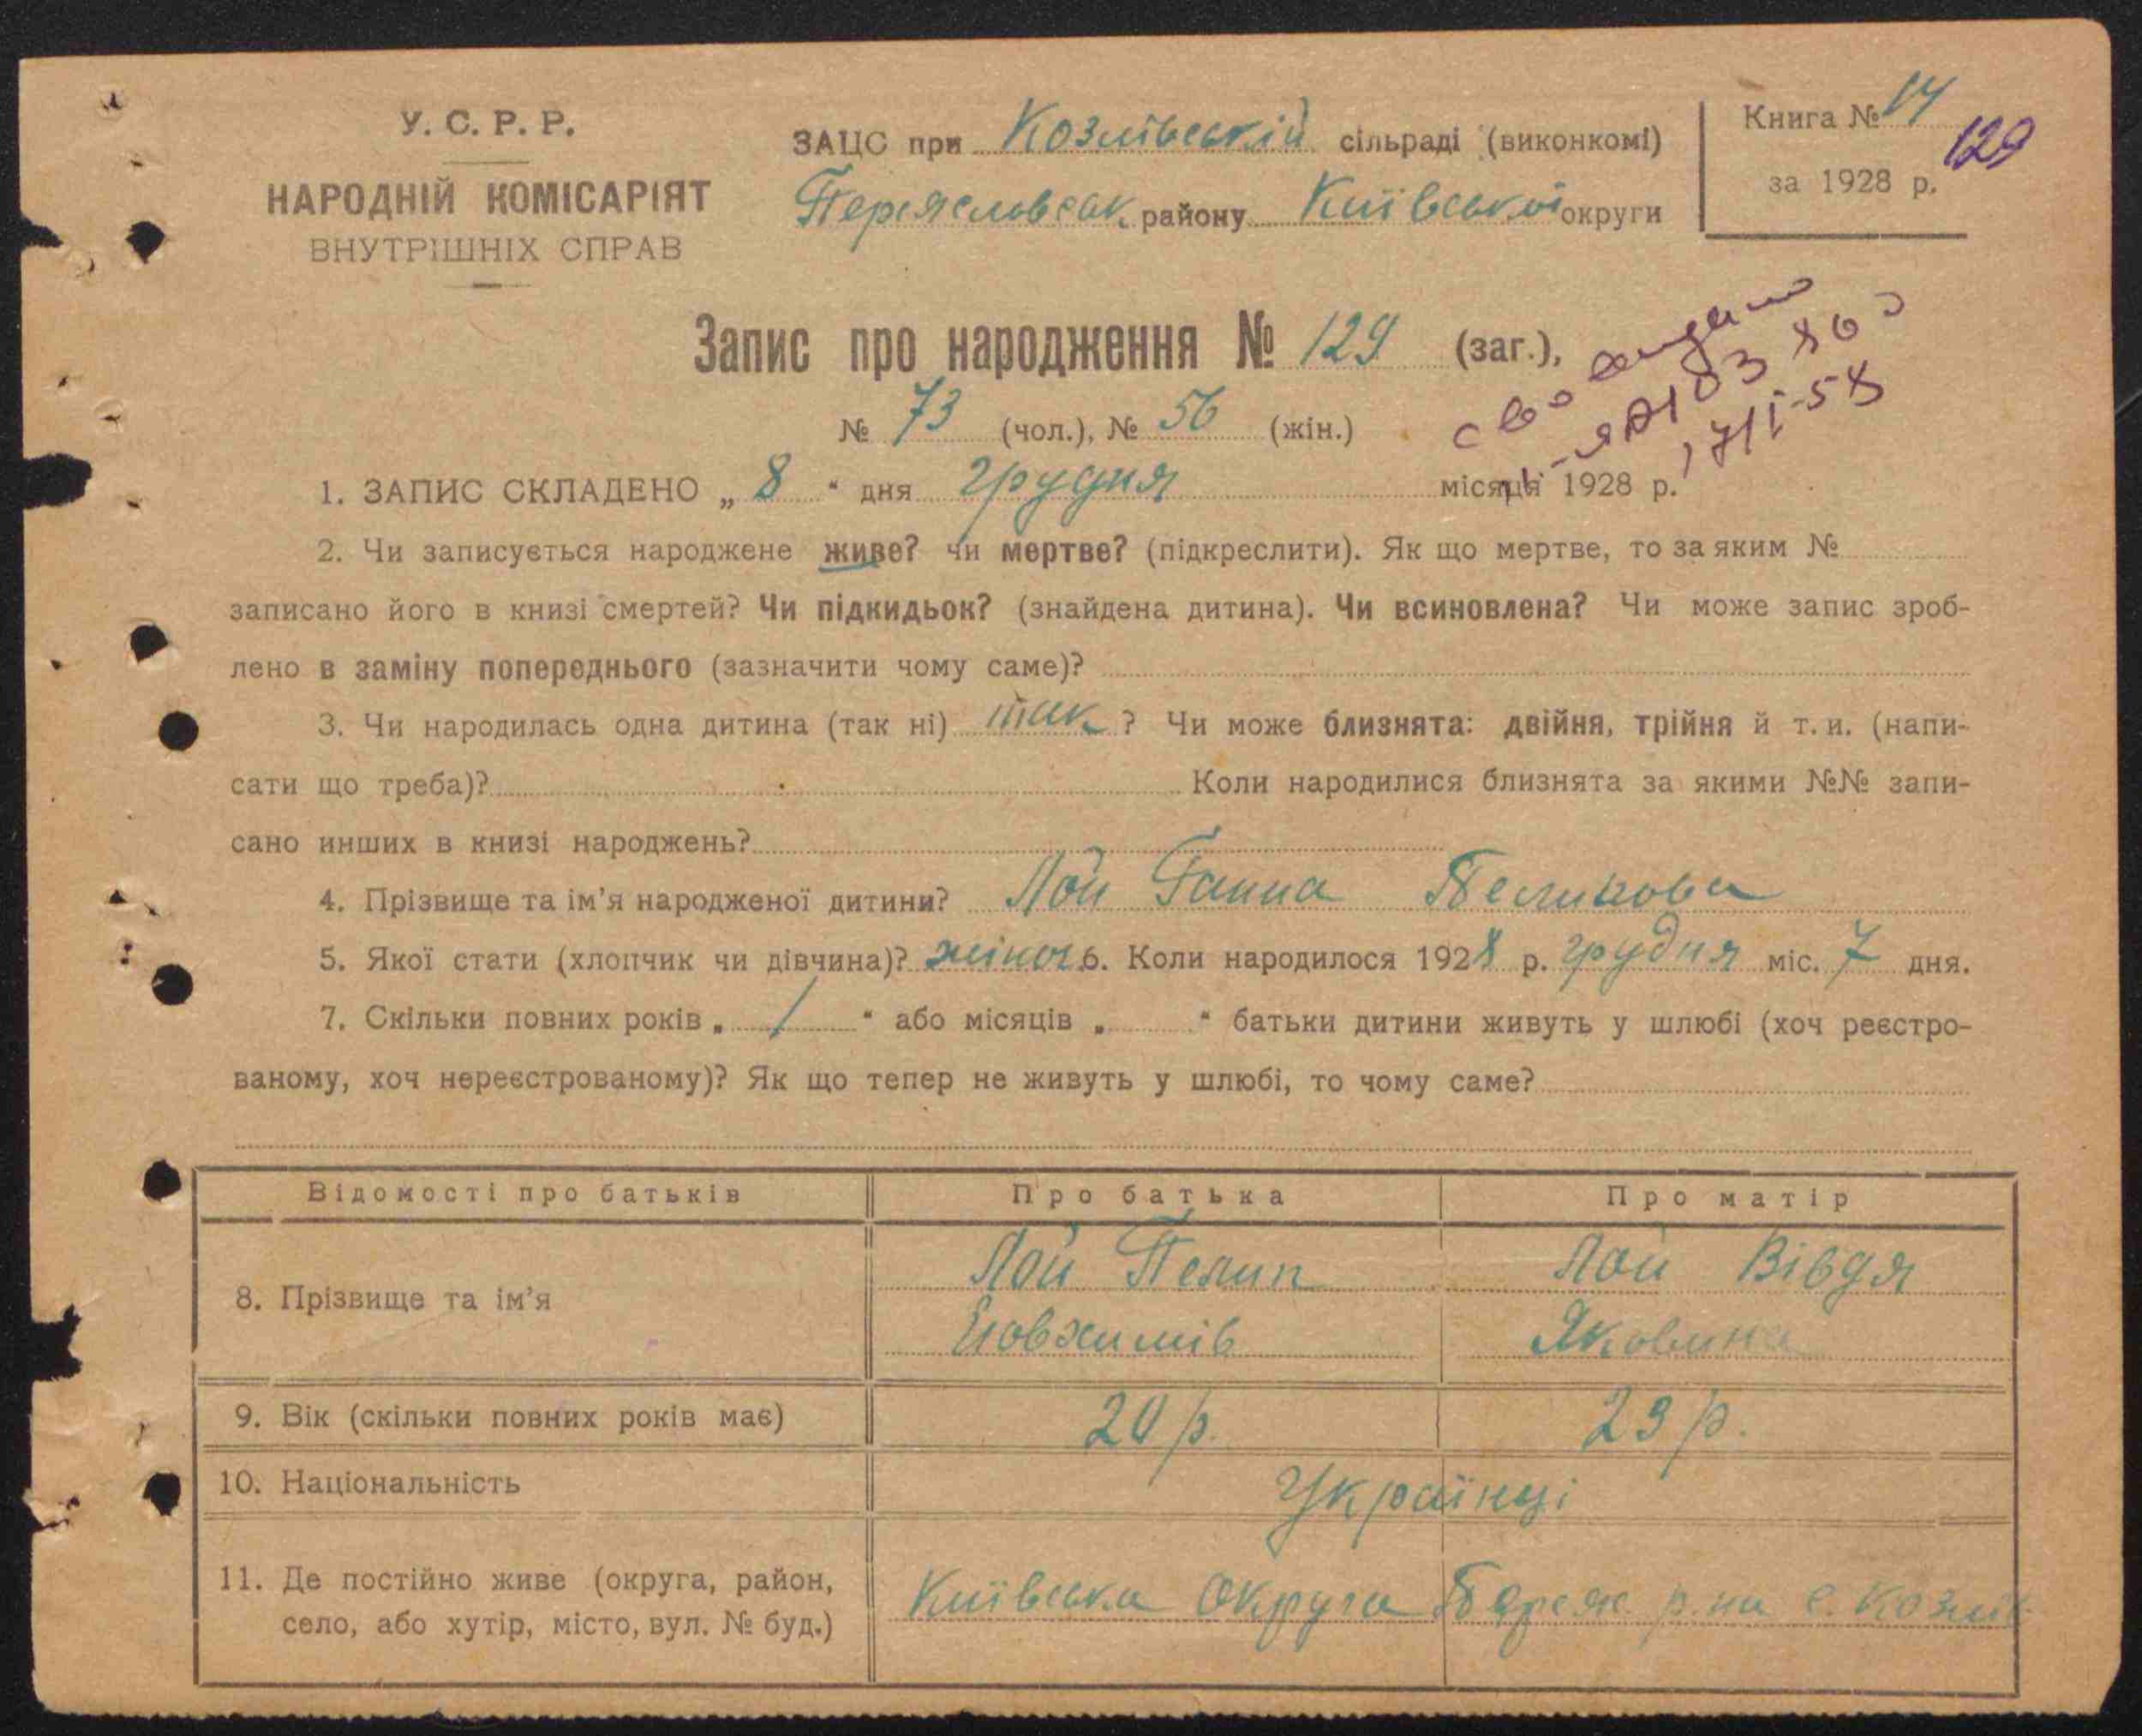 У. С. Р. Р.
НАРОДНІЙ КОМІСАРІЯТ
ВНУТРІШНІХ СПРАВ
ЗАЦС при Козлівській сільраді (виконкомі)
Переясловськ. району Київської округи
Книга № 14
129
за 1928 р.
Запис про народження № 129 (заг.),
№ 73 (чол.), № 56 (жін.)
17/I-58
1. ЗАПИС СКЛАДЕНО „ 8 “ дня грудня місяця 1928 р.
2. Чи записується народжене живе? чи мертве? (підкреслити). Як що мертве, то за яким №
записано його в книзі смертей? Чи підкидьок? (знайдена дитина). Чи всиновлена? Чи може запис зроб-
лено в заміну попереднього (зазначити чому саме)?
3. Чи народилась одна дитина (так ні) так ? Чи може близнята: двійня, трійня й т. и. (напи-
сати що треба)? Коли народилися близнята за якими №№ запи-
сано инших в книзі народжень?
4. Прізвище та ім’я народженої дитини? Лой Ганна Пелипова
5. Якої стати (хлопчик чи дівчина)? жіноч 6. Коли народилося 1928 р. грудня міс. 7 дня.
7. Скільки повних років „ 1 “ або місяців „ “ батьки дитини живуть у шлюбі (хоч реєстро-
ваному, хоч нереєстрованому)? Як що тепер не живуть у шлюбі, то чому саме?
Відомості про батьків Про батька Про матір
8. Прізвище та ім’я Лой Пелип Лой Вівдя
Яковина
9. Вік (скільки повних років має) 20 р. 23 р.
10. Національність Українці
11. Де постійно живе (округа, район,
село, або хутір, місто, вул. № буд.) Київська Округа р.на с. Козлів